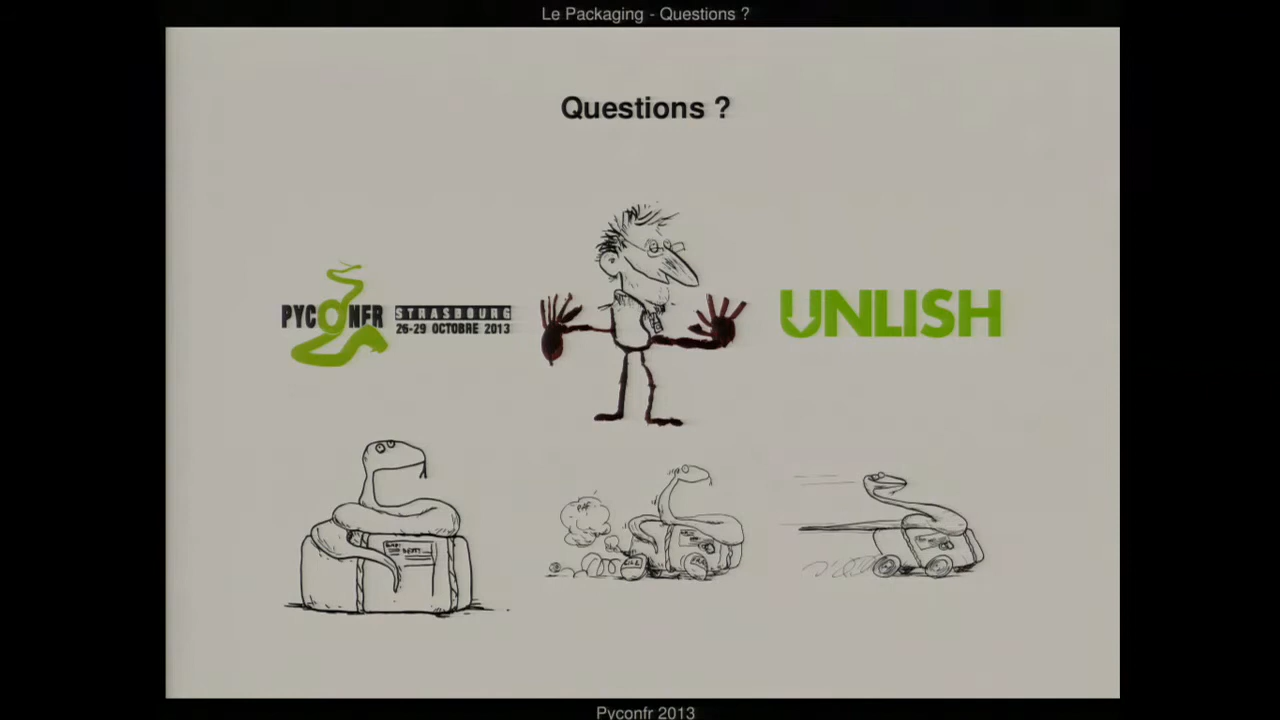 Le Packaging - Questions ?
Questions ?
PYCONFR
STRASBOURG
26-29 OCTOBRE 2013
UNLISH
Pyconfr 2013